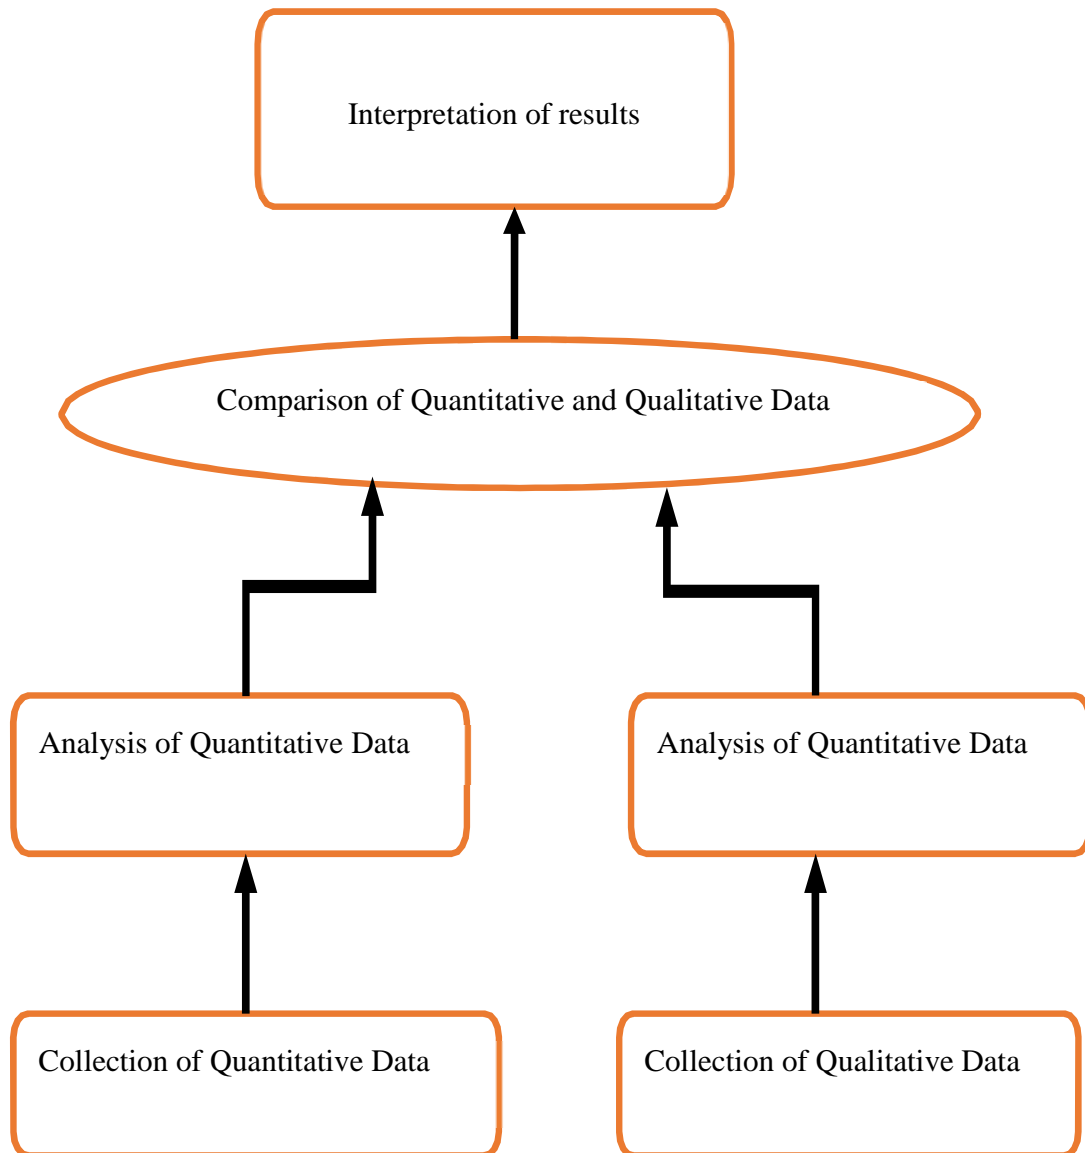 Interpretation of results
Comparison of Quantitative and Qualitative Data
Analysis of Quantitative Data
Analysis of Quantitative Data
Collection of Quantitative Data
Collection of Qualitative Data